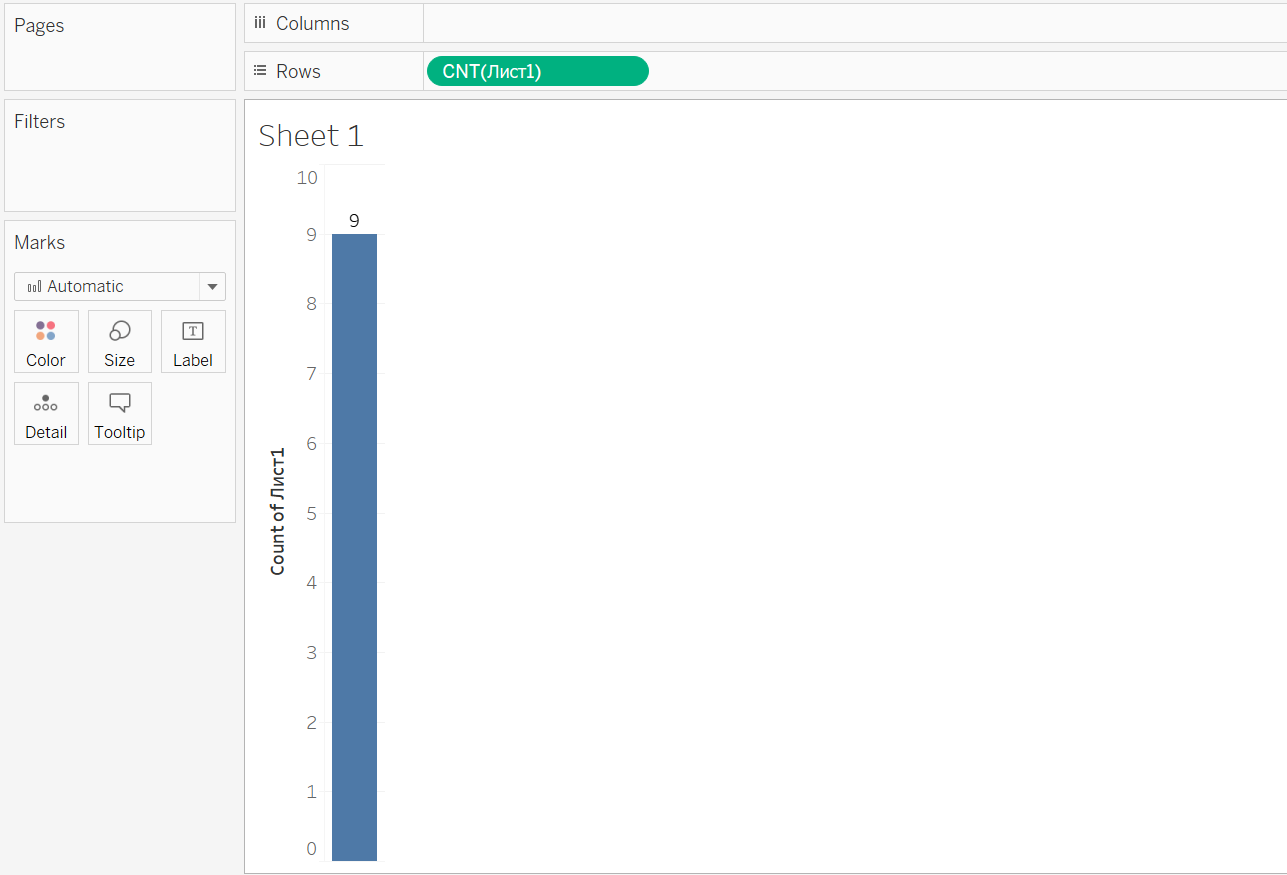 Pages
Columns
Rows
CNT(Лист1)
Filters
Marks
Automatic
Color
Size
T
Label
Detail
Tooltip
Sheet 1
10
9
9
8
7
6
5
4
3
2
1
0
Count of Лист1